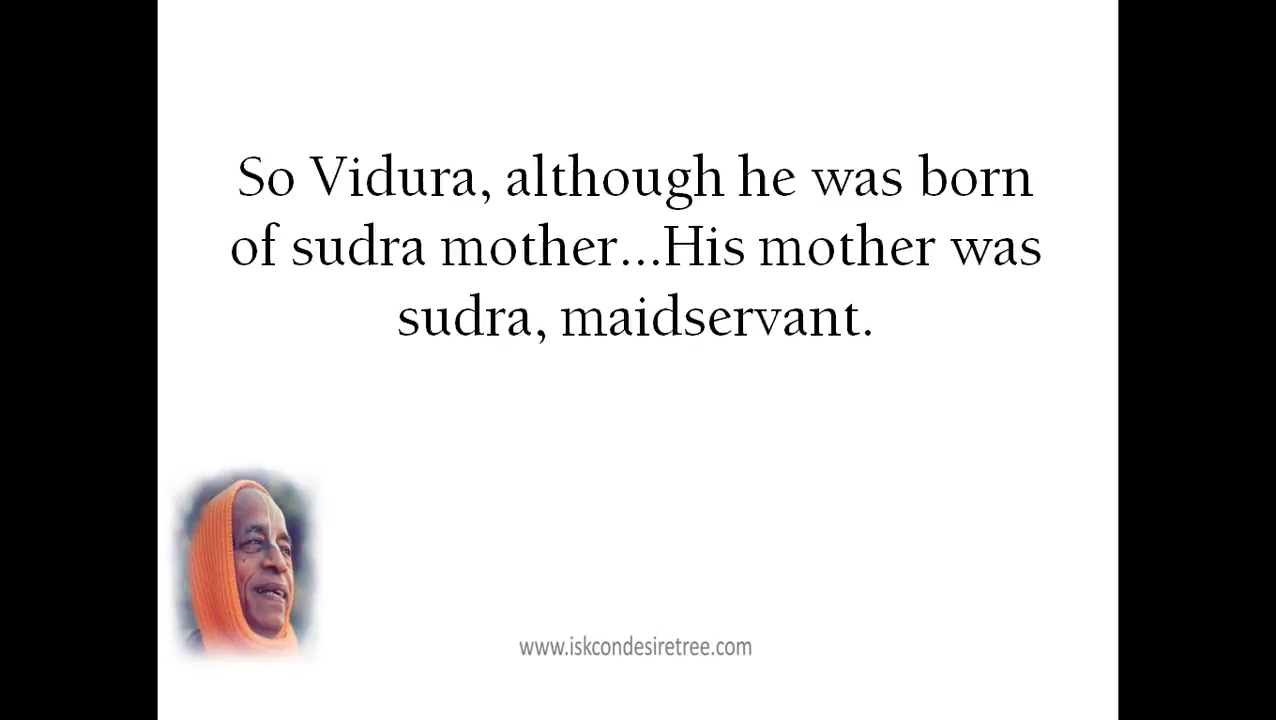 So Vidura, although he was born
of sudra mother...His mother was
sudra, maidservant.
www.iskcondesiretree.com